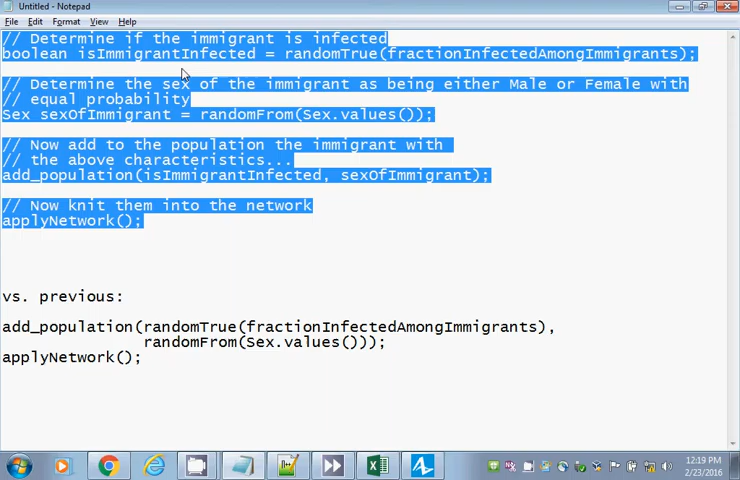 Untitled - Notepad
File Edit Format View Help
// Determine if the immigrant is infected
boolean isImmigrantInfected = randomTrue(fractionInfectedAmongImmigrants);
// Determine the sex of the immigrant as being either Male or Female with
// equal probability
Sex sexOfImmigrant = randomFrom(Sex.values());
// Now add to the population the immigrant with
// the above characteristics...
add_population(isImmigrantInfected, sexOfImmigrant);
// Now knit them into the network
applyNetwork();
vs. previous:
add_population(randomTrue(fractionInfectedAmongImmigrants),
randomFrom(Sex.values()));
applyNetwork();
12:19 PM
2/23/2016